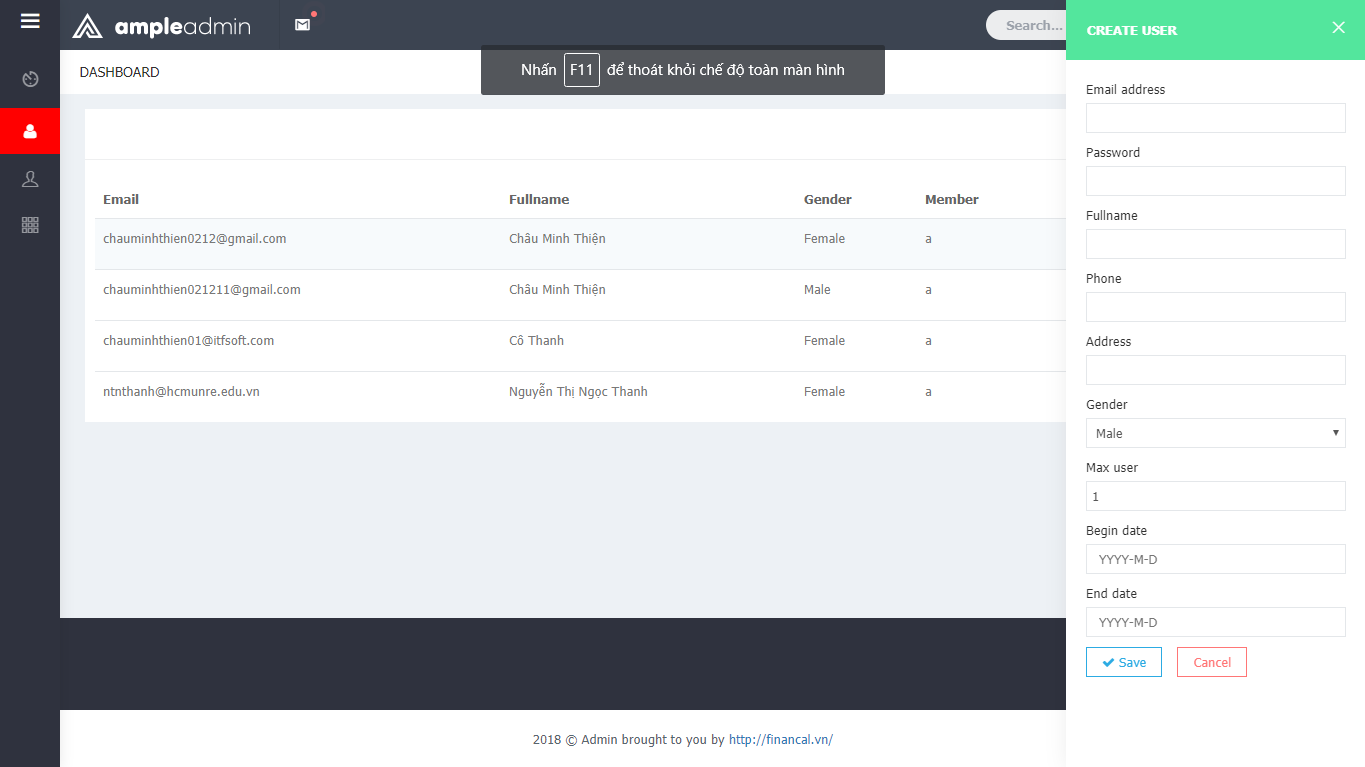 ampleadmin
Search...
CREATE USER
DASHBOARD
Nhấn F11 để thoát khỏi chế độ toàn màn hình
Email Fullname Gender Member
chauminhthien0212@gmail.com Châu Minh Thiện Female a
chauminhthien021211@gmail.com Châu Minh Thiện Male a
chauminhthien01@itfsoft.com Cô Thanh Female a
ntnthanh@hcmunre.edu.vn Nguyễn Thị Ngọc Thanh Female a
2018 © Admin brought to you by http://financal.vn/
Email address
Password
Fullname
Phone
Address
Gender
Male
Max user
1
Begin date
YYYY-M-D
End date
YYYY-M-D
Save Cancel